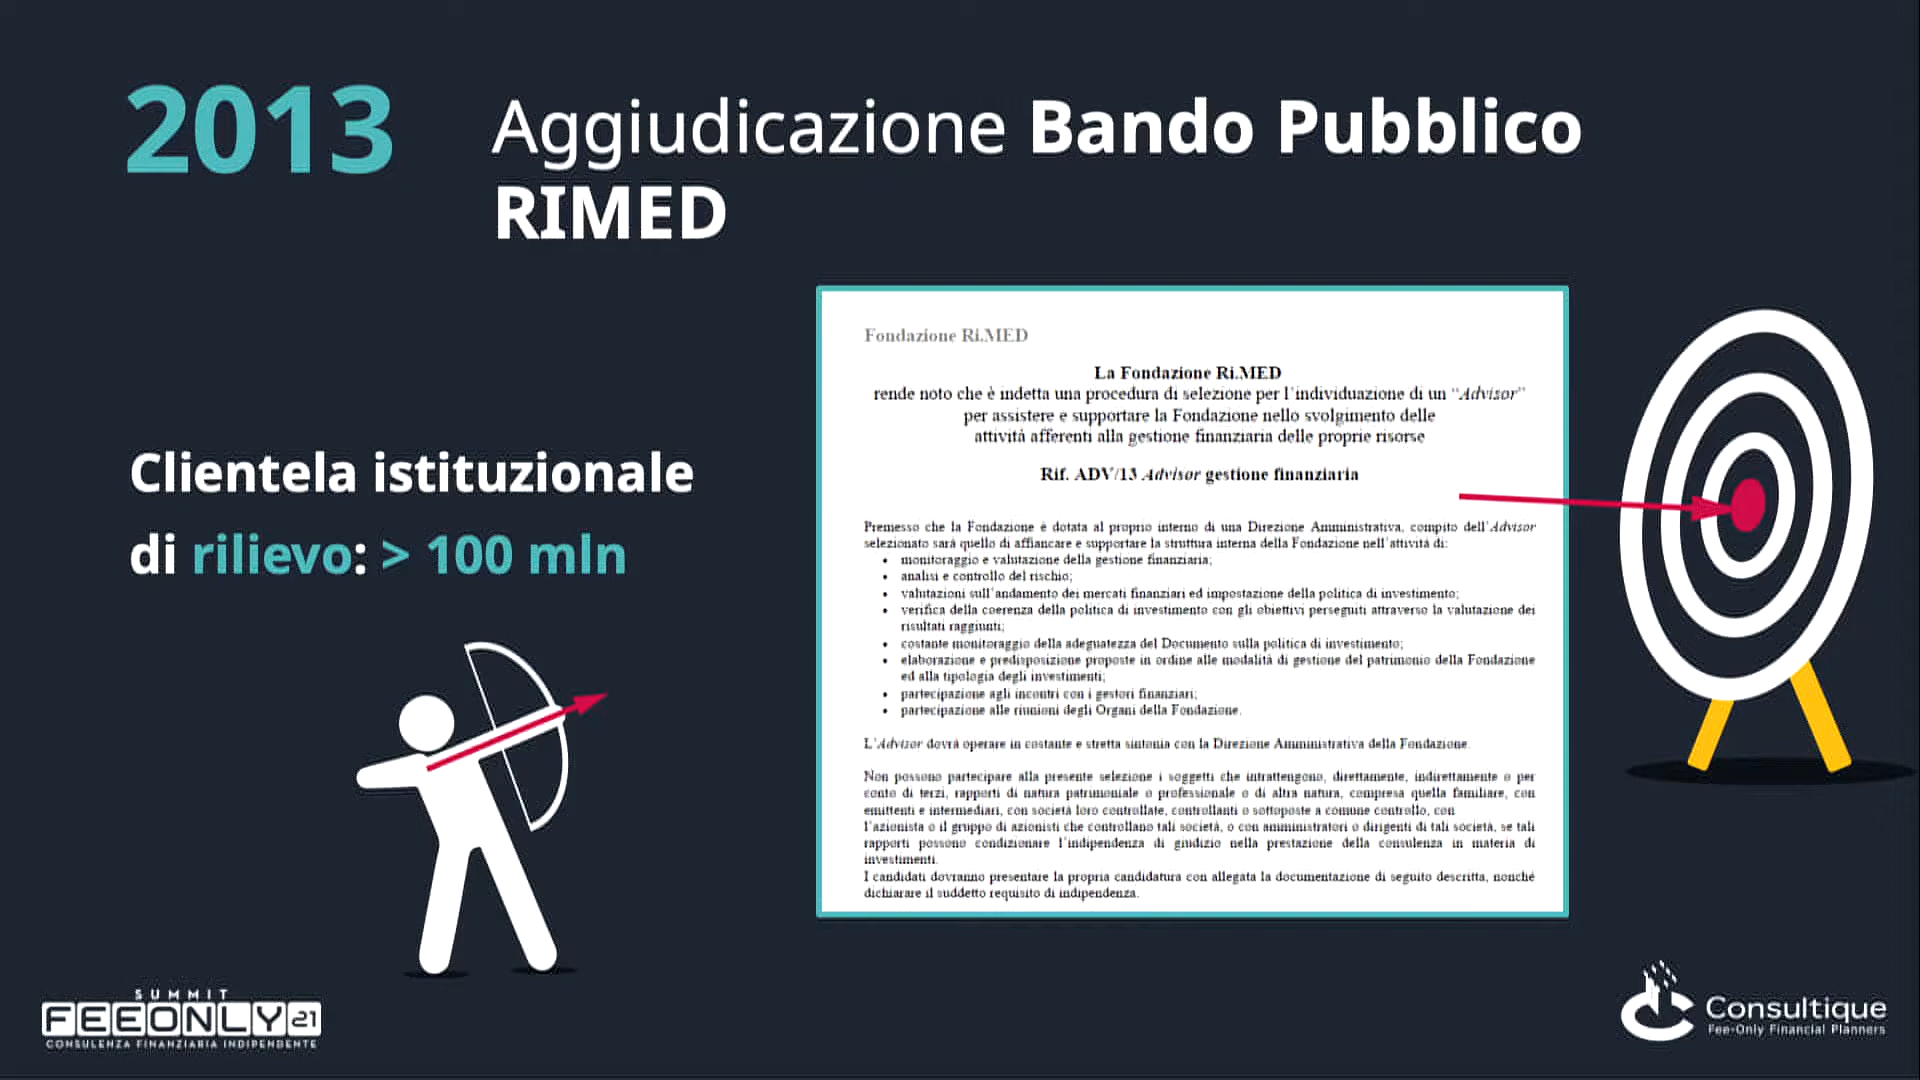 2013
Aggiudicazione Bando Pubblico
RIMED
Clientela istituzionale
di rilievo: > 100 mln
Fondazione Ri.MED
La Fondazione Ri.MED
rende noto che è indetta una procedura di selezione per l'individuazione di un "Advisor"
per assistere e supportare la Fondazione nello svolgimento delle
attività afferenti alla gestione finanziaria delle proprie risorse
Rif. ADV/13 Advisor gestione finanziaria
Premesso che la Fondazione è dotata al proprio interno di una Direzione Amministrativa, compito dell'Advisor
selezionato sarà quello di affiancare e supportare la struttura interna della Fondazione nell'attività di:
• monitoraggio e valutazione della gestione finanziaria;
• analisi e controllo del rischio;
• valutazioni sull'andamento dei mercati finanziari ed impostazione della politica di investimento;
• verifica della coerenza della politica di investimento con gli obiettivi perseguiti attraverso la valutazione dei
risultati raggiunti;
• costante monitoraggio della adeguatezza del Documento sulla politica di investimento;
• elaborazione e predisposizione proposte in ordine alle modalità di gestione del patrimonio della Fondazione
ed alla tipologia degli investimenti;
• partecipazione agli incontri con i gestori finanziari;
• partecipazione alle riunioni degli Organi della Fondazione.
L'Advisor dovrà operare in costante e stretta sintonia con la Direzione Amministrativa della Fondazione.
Non possono partecipare alla presente selezione i soggetti che intrattengono, direttamente, indirettamente o per
conto di terzi, rapporti di natura patrimoniale o professionale o di altra natura, compresa quella familiare, con
emittenti e intermediari, con società loro controllate, controllanti o sottoposte a comune controllo, con
l'azionista o il gruppo di azionisti che controllano tali società, o con amministratori o dirigenti di tali società, se tali
rapporti possono condizionare l'indipendenza di giudizio nella prestazione della consulenza in materia di
investimenti.
I candidati dovranno presentare la propria candidatura con allegata la documentazione di seguito descritta, nonché
dichiarare il suddetto requisito di indipendenza.
SUMMIT
FEEONLY 21
CONSULENZA FINANZIARIA INDIPENDENTE
Consultique
Fee-Only Financial Planners